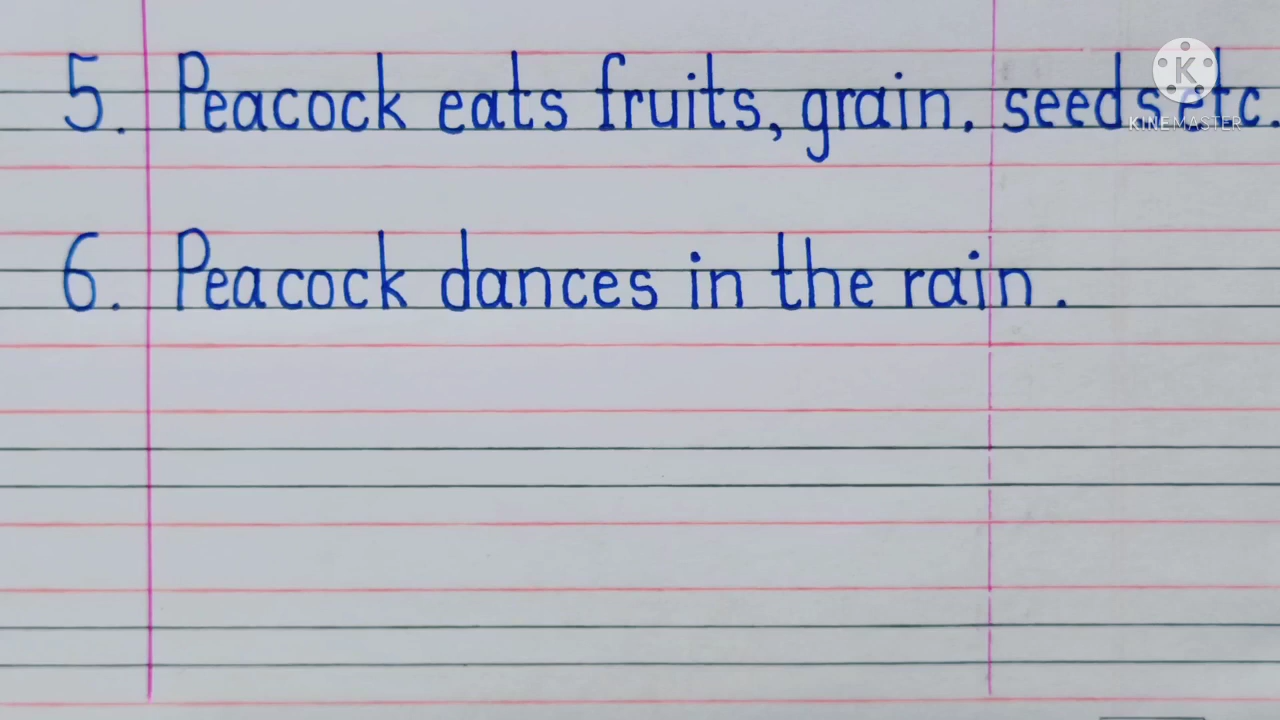 5. Peacock eats fruits, grain, seeds etc.
6. Peacock dances in the rain.
K
KINEMASTER